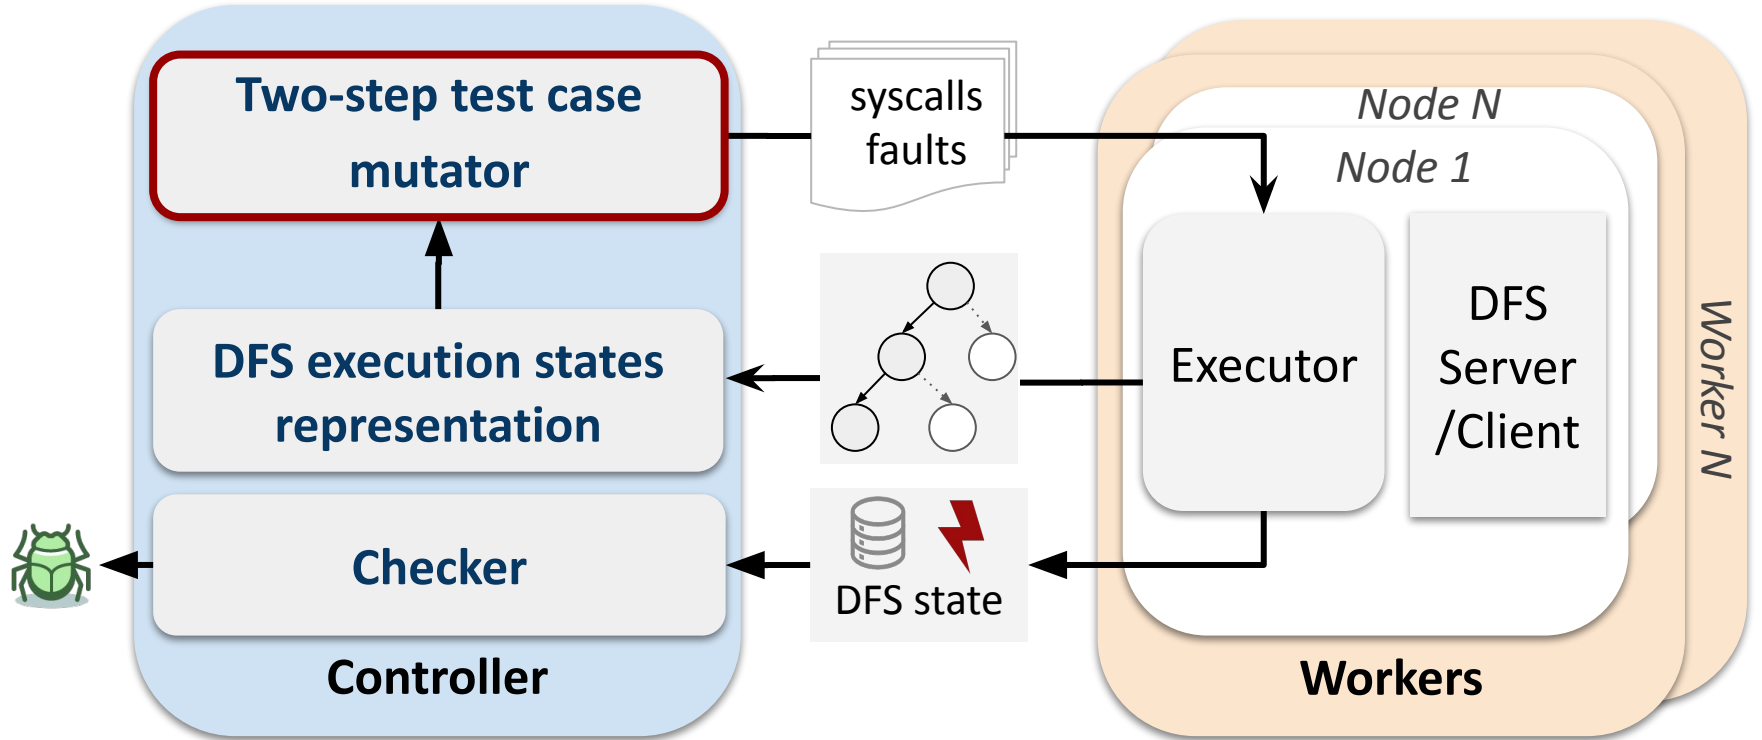 Two-step test case
mutator
DFS execution states
representation
Checker
Controller
syscalls
faults
DFS state
Node N
Node 1
Executor
DFS
Server
/Client
Worker N
Workers